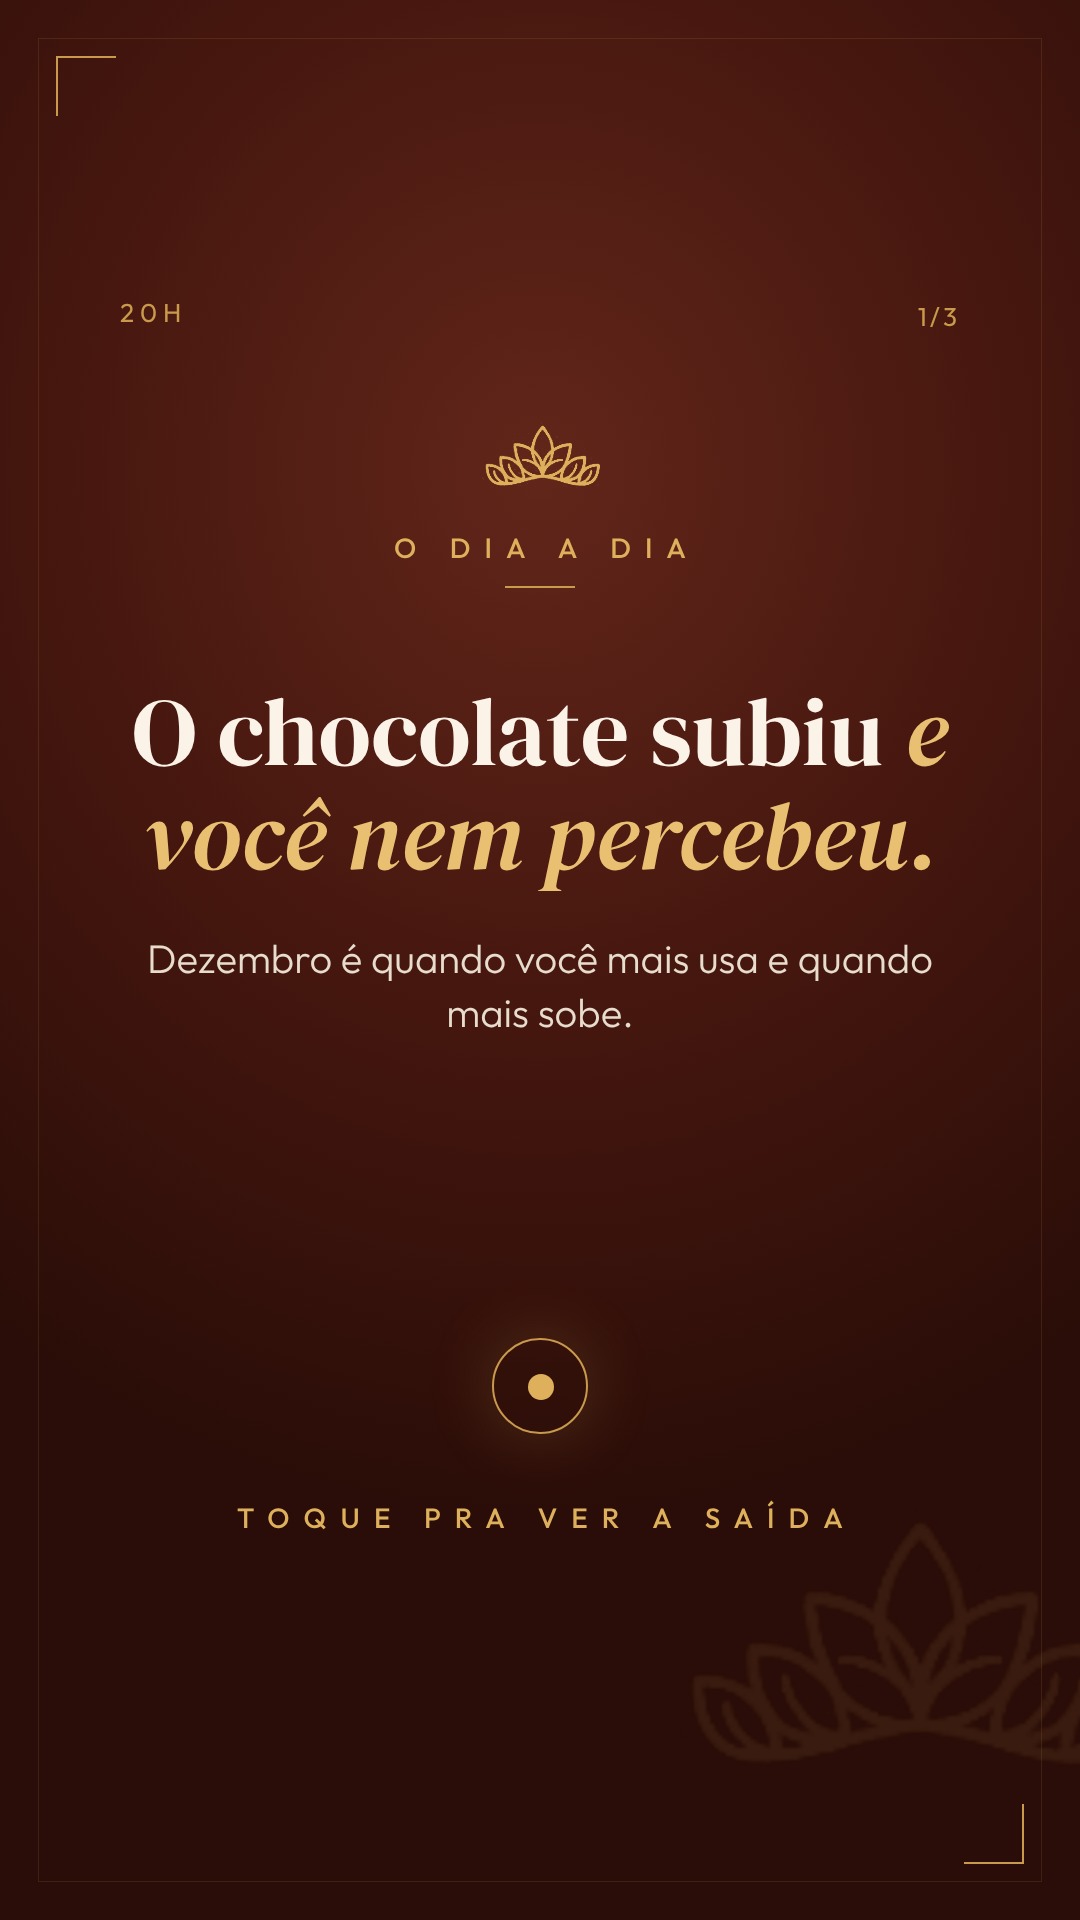 20H
1/3
O DIA A DIA
O chocolate subiu e
você nem percebeu.
Dezembro é quando você mais usa e quando
mais sobe.
TOQUE PRA VER A SAÍDA